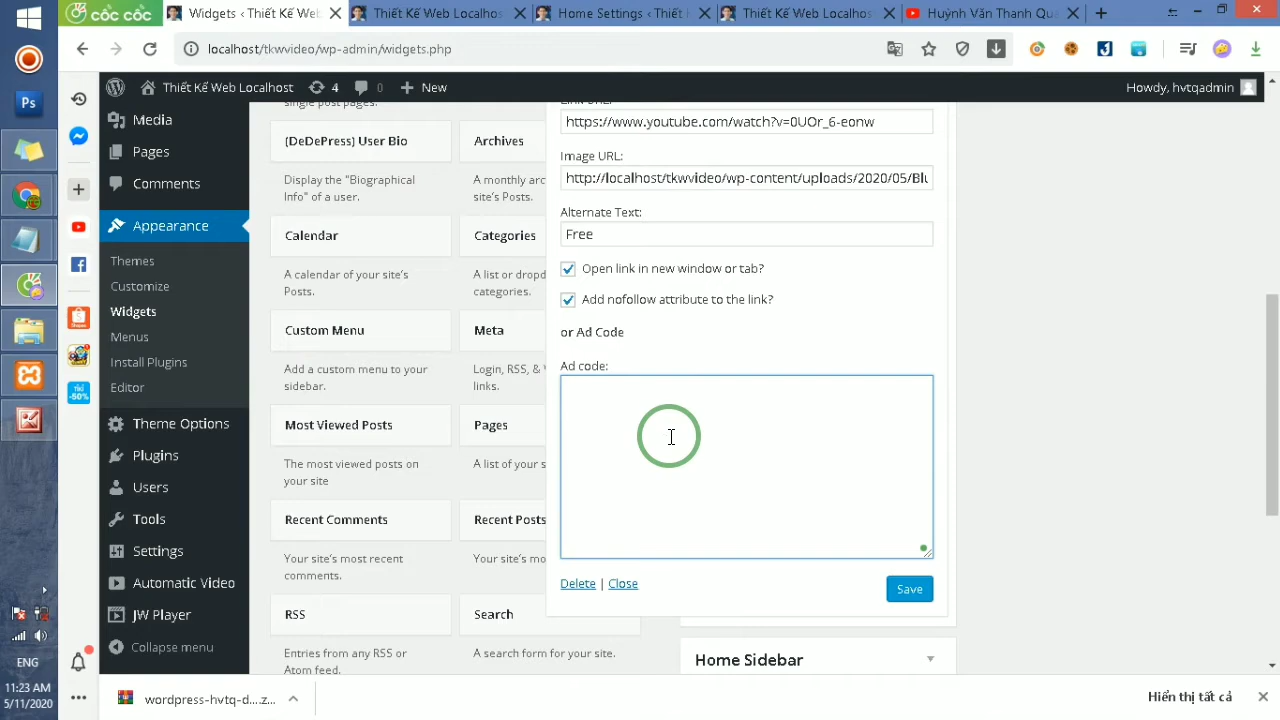 cốc cốc
Widgets ‹ Thiết Kế Web
Thiết Kế Web Localhos
Home Settings ‹ Thiết K
Thiết Kế Web Localhos
Huỳnh Văn Thanh Qua
localhost/tkwvideo/wp-admin/widgets.php
Thiết Kế Web Localhost
4
0
New
Howdy, hvtqadmin
Ps
Media
Pages
Comments
Appearance
Themes
Customize
Widgets
Menus
Install Plugins
Editor
Theme Options
Plugins
Users
Tools
Settings
Automatic Video
JW Player
Collapse menu
single post pages.
(DeDePress) User Bio
Archives
Display the "Biographical
Info" of a user.
A monthly arc
site's Posts.
Calendar
Categories
A calendar of your site's
Posts.
A list or dropd
categories.
Custom Menu
Meta
Add a custom menu to your
sidebar.
Login, RSS, &
links.
Most Viewed Posts
Pages
The most viewed posts on
your site
A list of your s
Recent Comments
Recent Posts
Your site's most recent
comments.
Your site's mo
RSS
Search
Entries from any RSS or
Atom feed.
A search form for your site.
Link URL:
https://www.youtube.com/watch?v=0UOr_6-eonw
Image URL:
http://localhost/tkwvideo/wp-content/uploads/2020/05/Blu
Alternate Text:
Free
Open link in new window or tab?
Add nofollow attribute to the link?
or Ad Code
Ad code:
Delete | Close
Save
Home Sidebar
ENG
11:23 AM
5/11/2020
wordpress-hvtq-d....z...
Hiển thị tất cả